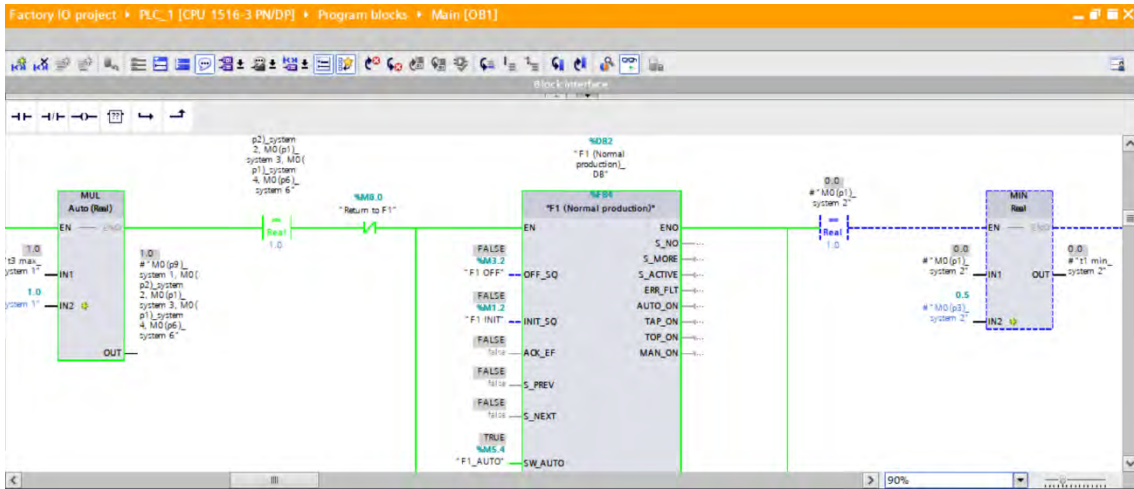 Factory IO project ▸ PLC_1 [CPU 1516-3 PN/DP] ▸ Program blocks ▸ Main [OB1]
Block interface
??
MUL
Auto (Real)
EN ENO
1.0
"t3 max_
system 1"
IN1
1.0
system 1"
IN2
OUT
1.0
#"M0(p9)_
system 1, M0(
p2)_system
2, M0(p1)_
system 3, M0(
p1)_system
4, M0(p6)_
system 6"
p2)_system
2, M0(p1)_
system 3, M0(
p1)_system
4, M0(p6)_
system 6"
==
Real
1.0
%M8.0
"Return to F1"
%DB2
"F1 (Normal
production)_
DB"
%FB4
"F1 (Normal production)"
EN ENO
S_NO
S_MORE
S_ACTIVE
ERR_FLT
AUTO_ON
TAP_ON
TOP_ON
MAN_ON
FALSE
%M3.2
"F1 OFF" OFF_SQ
FALSE
%M1.2
"F1 INIT" INIT_SQ
FALSE
false ACK_EF
FALSE
false S_PREV
FALSE
false S_NEXT
TRUE
%M5.4
"F1_AUTO" SW_AUTO
0.0
#"M0(p1)_
system 2"
==
Real
1.0
MIN
Real
EN ENO
0.0
#"M0(p1)_
system 2"
IN1
0.5
#"M0(p3)_
system 2"
IN2
OUT
0.0
#"t1 min_
system 2"
90%